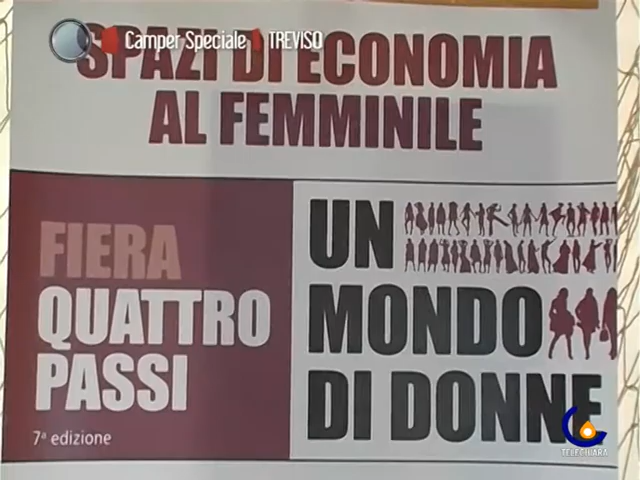 Camper Speciale TREVISO
SPAZI DI ECONOMIA
AL FEMMINILE
FIERA
QUATTRO
PASSI
7ª edizione
UN
MONDO
DI DONNE
TELECHIARA